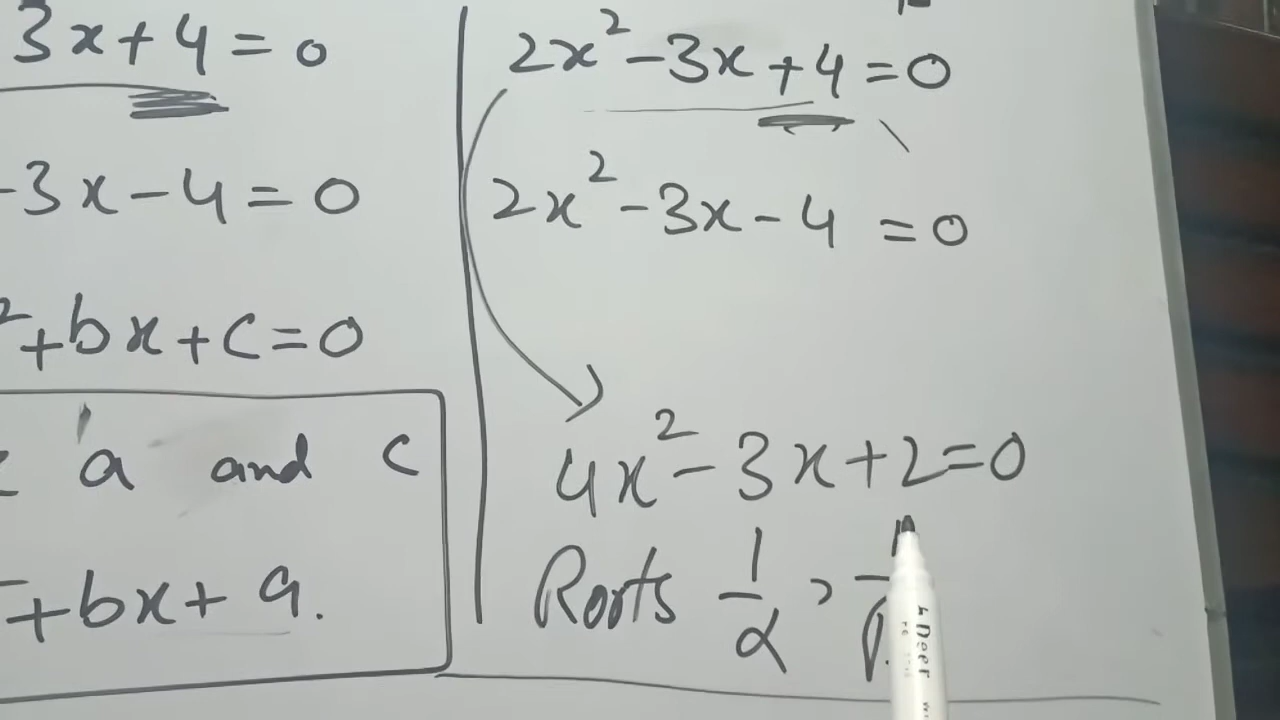 3x+4=0
-3x-4=0
²+bx+c=0
a and c
+bx+a.
2x²-3x+4=0
2x²-3x-4=0
4x²-3x+2=0
Roots 1/α ,
Deer